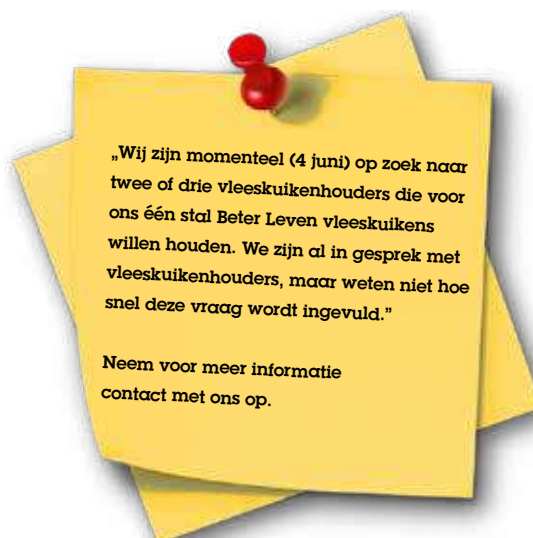 „Wij zijn momenteel (4 juni) op zoek naar
twee of drie vleeskuikenhouders die voor
ons één stal Beter Leven vleeskuikens
willen houden. We zijn al in gesprek met
vleeskuikenhouders, maar weten niet hoe
snel deze vraag wordt ingevuld.”
Neem voor meer informatie
contact met ons op.